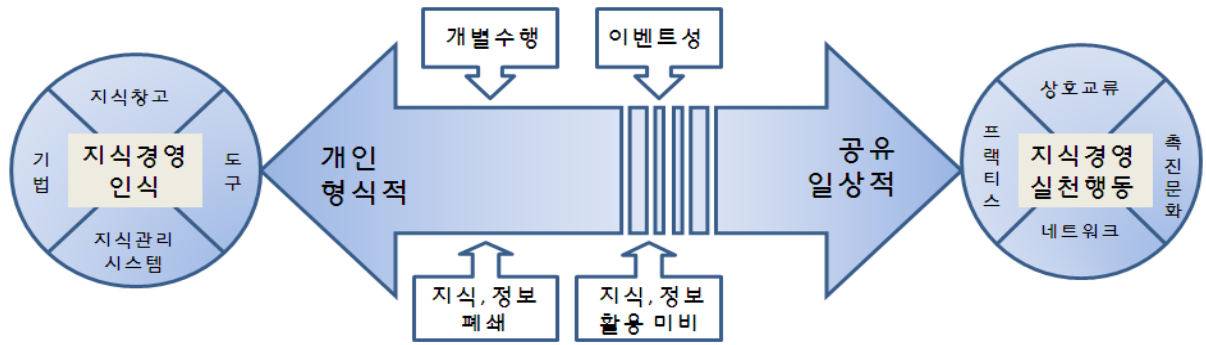 지식창고
기법
지식경영
인식
도구
지식관리
시스템
개별수행
이벤트성
개인
형식적
공유
일상적
지식,정보
폐쇄
지식,정보
활용 미비
상호교류
프랙티스
지식경영
실천행동
촉진문화
네트워크